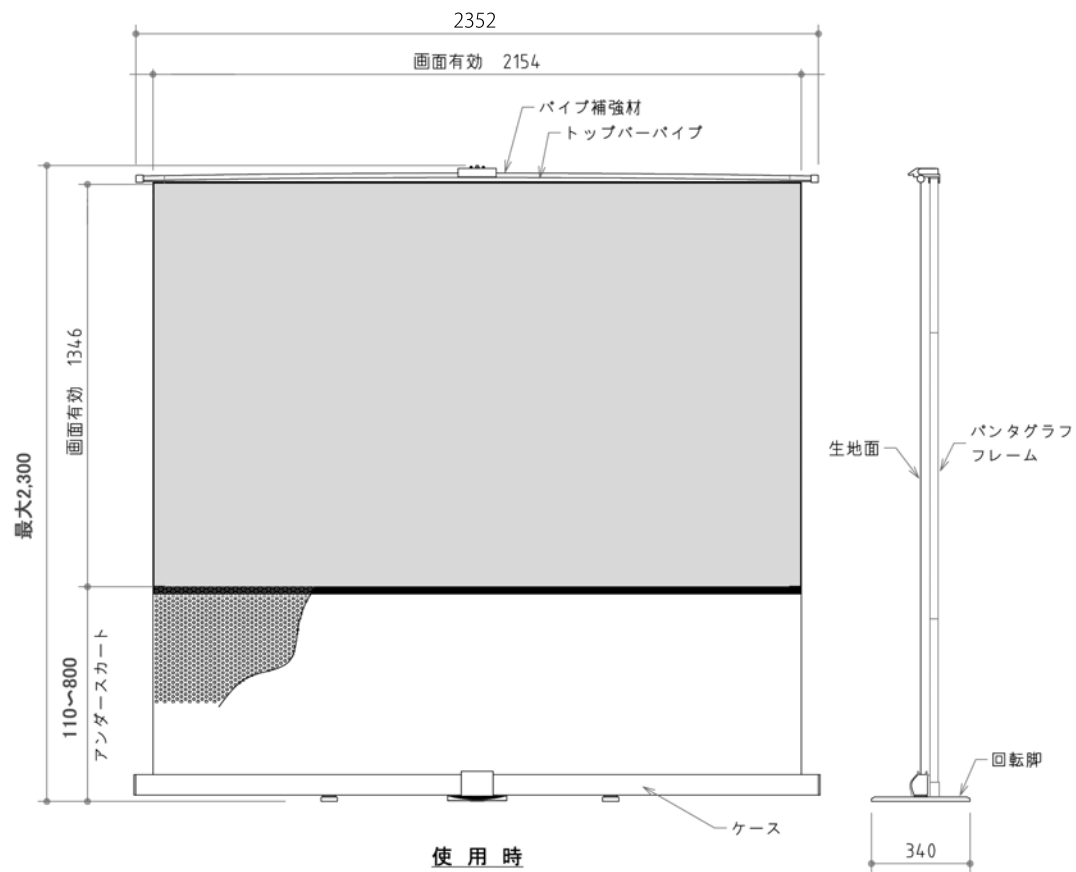 2352
画面有効 2154
パイプ補強材
トップバーパイプ
画面有効 1346
最大2,300
生地面
パンタグラフ
フレーム
110〜800
アンダースカート
回転脚
ケース
340
使用時